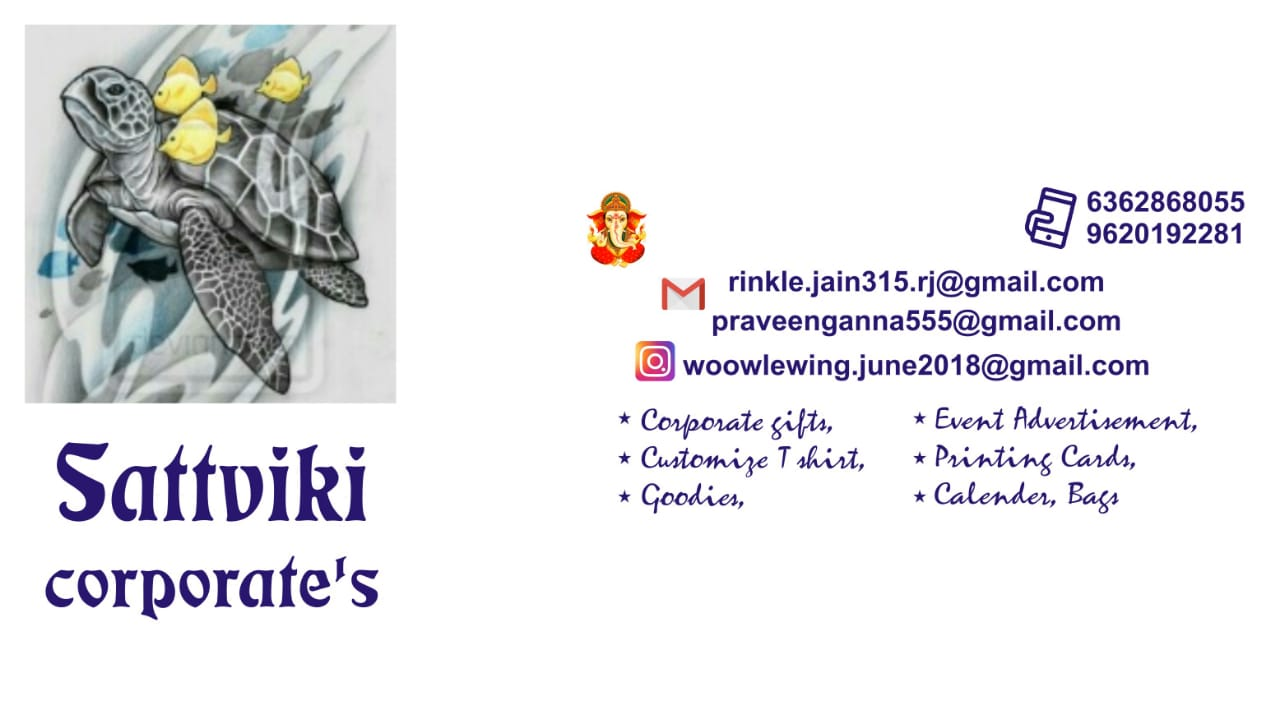 Sattviki
corporate's
6362868055
9620192281
rinkle.jain315.rj@gmail.com
praveenganna555@gmail.com
woowlewing.june2018@gmail.com
★ Corporate gifts,
★ Customize T shirt,
★ Goodies,
★ Event Advertisement,
★ Printing Cards,
★ Calender, Bags